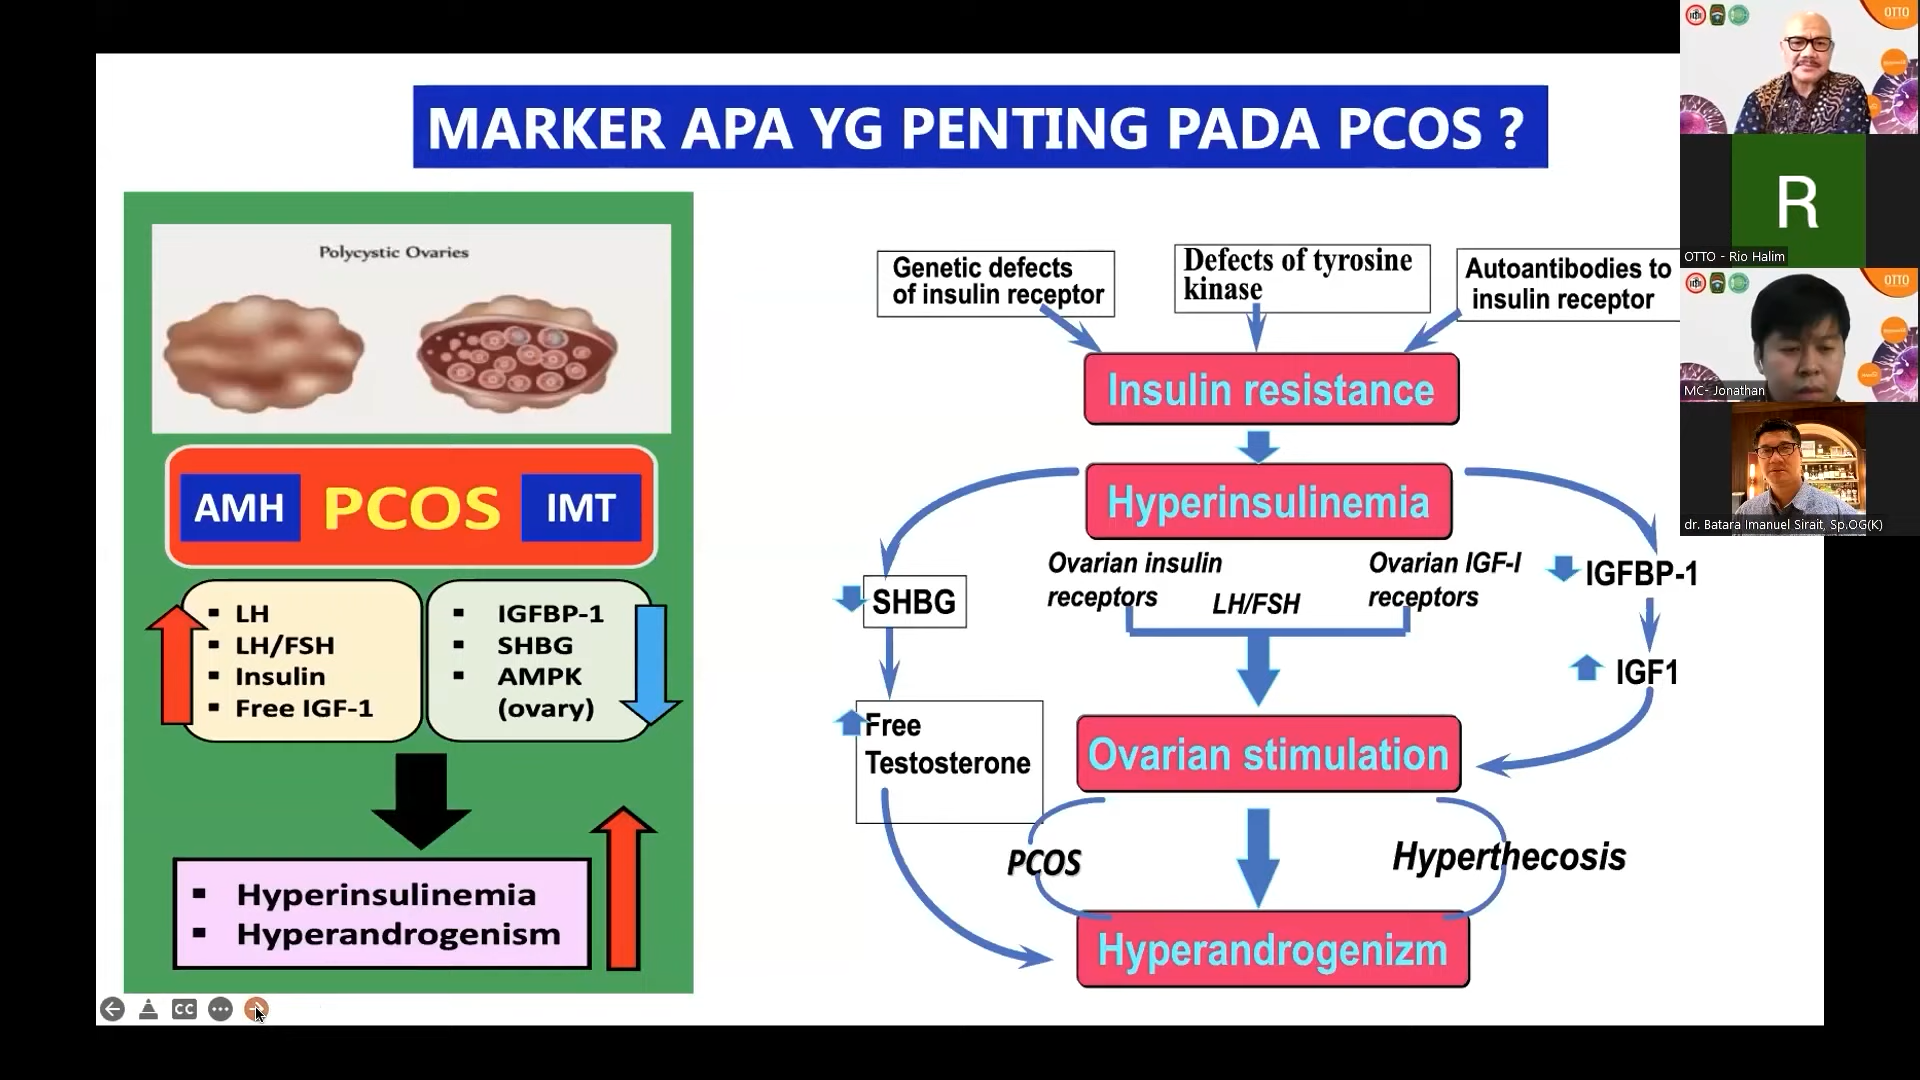 MARKER APA YG PENTING PADA PCOS ?
Polycystic Ovaries
AMH PCOS IMT
▪ LH
▪ LH/FSH
▪ Insulin
▪ Free IGF-1
▪ IGFBP-1
▪ SHBG
▪ AMPK
(ovary)
▪ Hyperinsulinemia
▪ Hyperandrogenism
Genetic defects
of insulin receptor
Defects of tyrosine
kinase
Autoantibodies to
insulin receptor
Insulin resistance
Hyperinsulinemia
SHBG
Ovarian insulin
receptors
LH/FSH
Ovarian IGF-I
receptors
IGFBP-1
IGF1
Free
Testosterone
Ovarian stimulation
PCOS
Hyperthecosis
Hyperandrogenizm
CC
OTTO
R
OTTO - Rio Halim
OTTO
MC- Jonathan
dr. Batara Imanuel Sirait, Sp.OG(K)